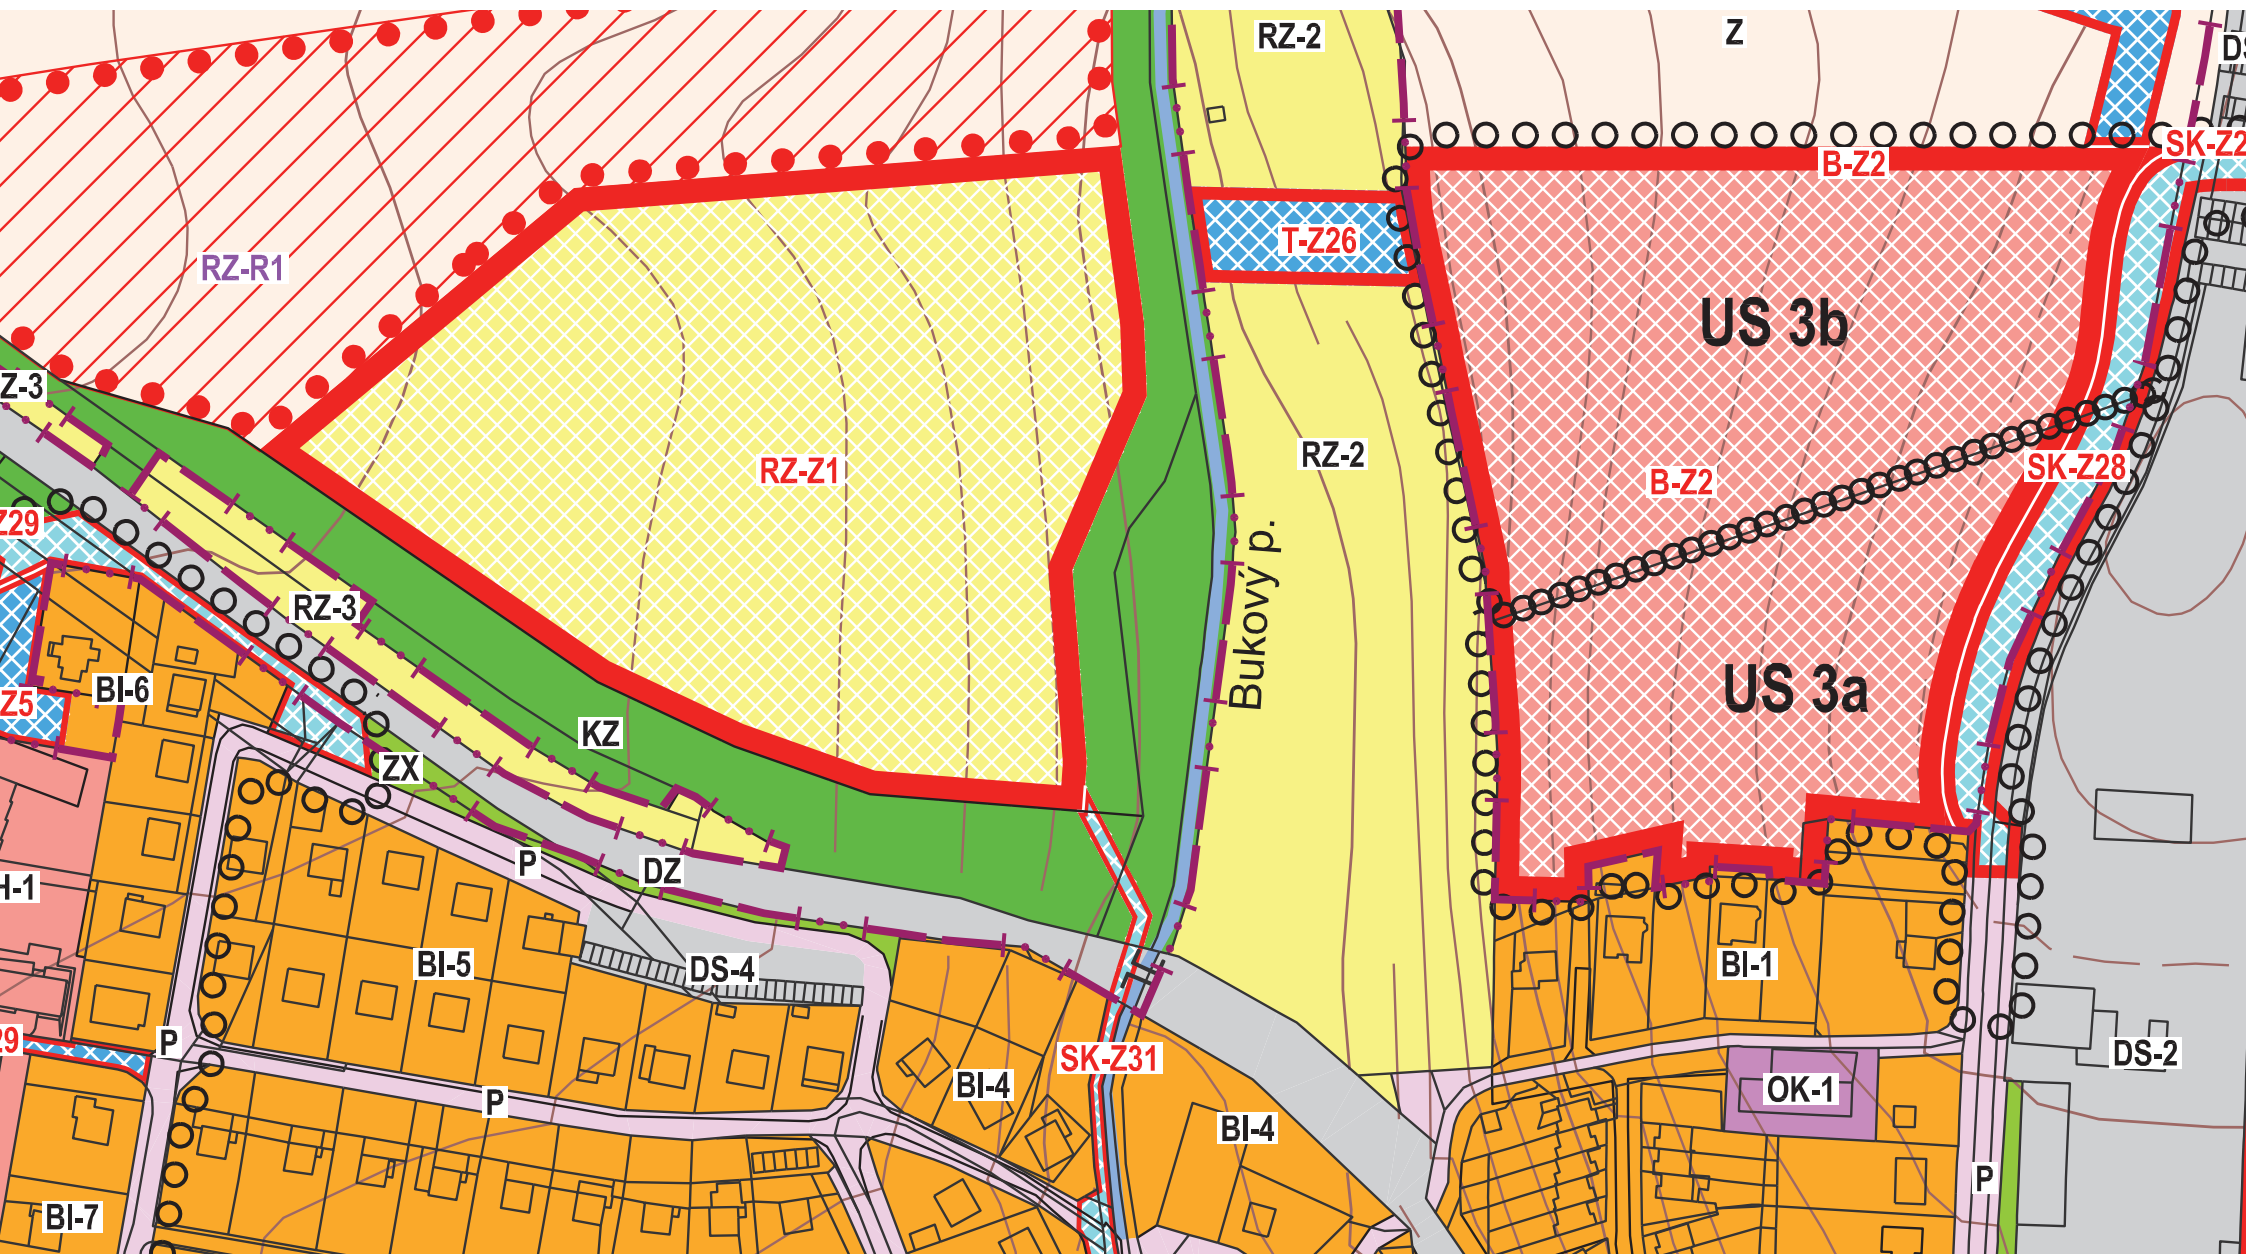 RZ-2
Z
DS
SK-Z2
B-Z2
T-Z26
RZ-R1
US 3b
Z-3
RZ-2
RZ-Z1
B-Z2
SK-Z28
Z29
Bukový p.
RZ-3
BI-6
US 3a
Z5
KZ
ZX
P
DZ
H-1
BI-5
DS-4
BI-1
29
P
SK-Z31
DS-2
BI-4
P
OK-1
BI-4
P
BI-7